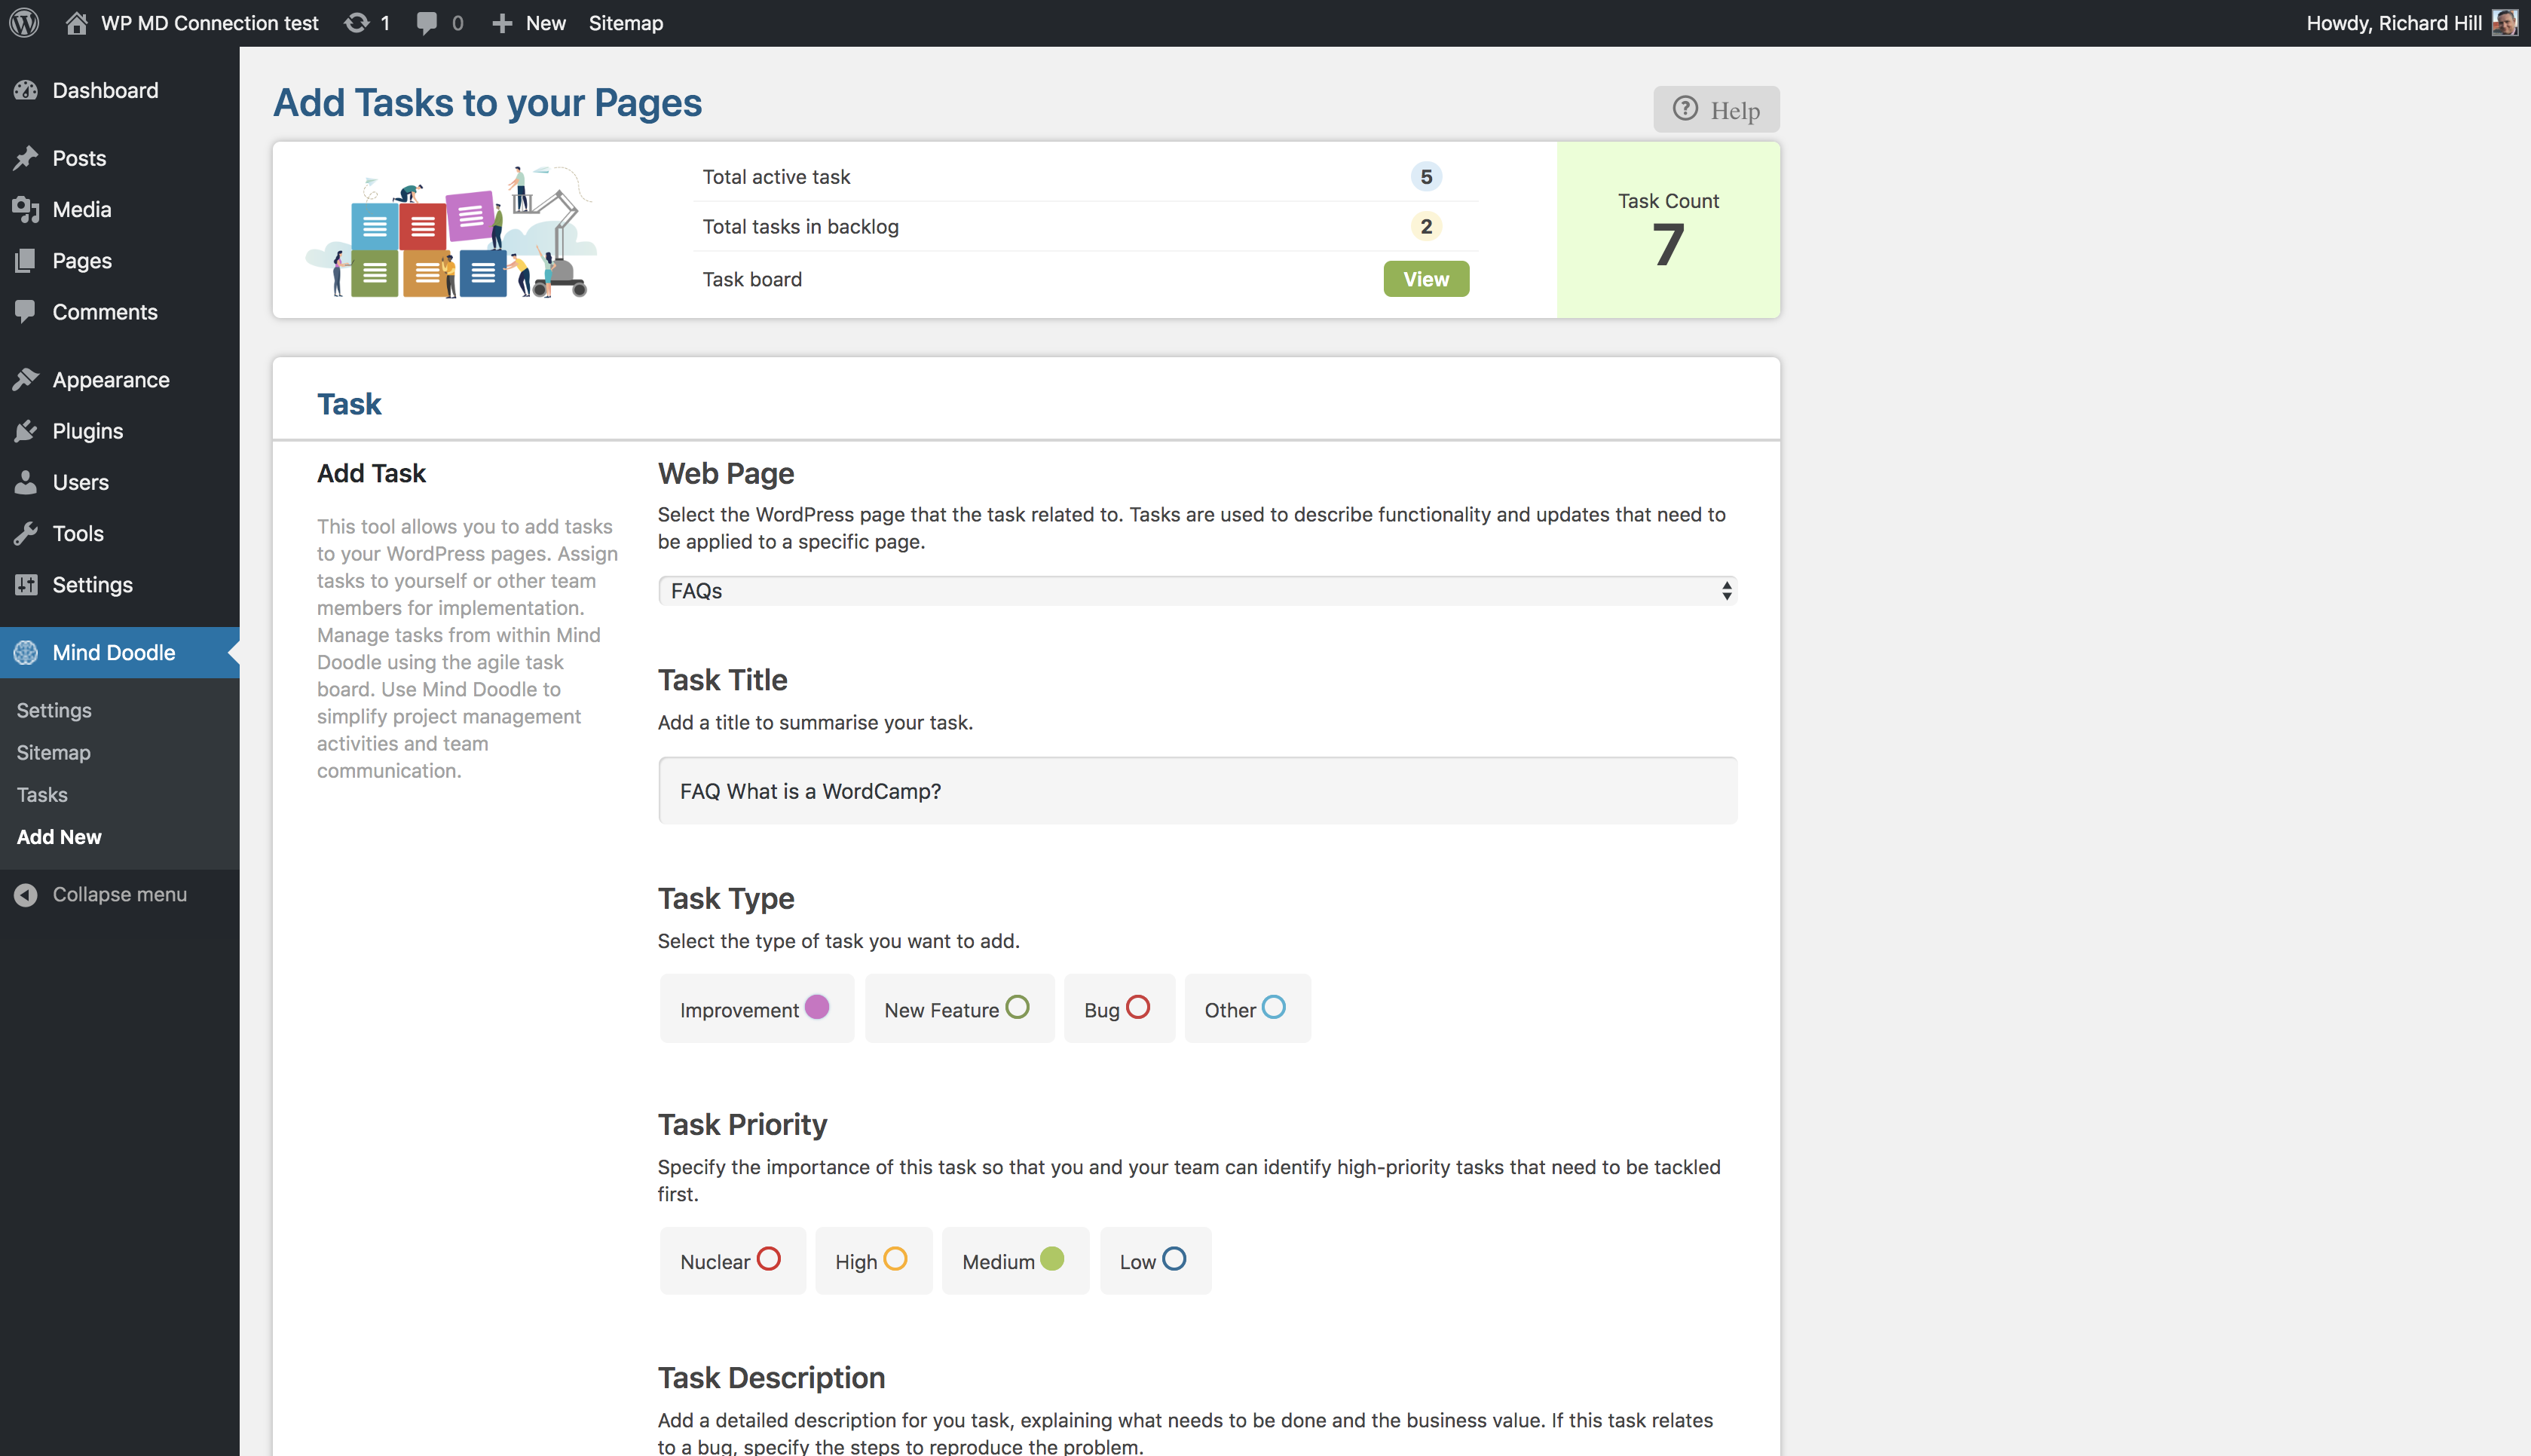 WP MD Connection test 1 0 New Sitemap Howdy, Richard Hill
Dashboard
Posts
Media
Pages
Comments
Appearance
Plugins
Users
Tools
Settings
Mind Doodle
Settings
Sitemap
Tasks
Add New
Collapse menu
Add Tasks to your Pages
Help
Total active task 5
Total tasks in backlog 2
Task board View
Task Count
7
Task
Add Task
This tool allows you to add tasks
to your WordPress pages. Assign
tasks to yourself or other team
members for implementation.
Manage tasks from within Mind
Doodle using the agile task
board. Use Mind Doodle to
simplify project management
activities and team
communication.
Web Page
Select the WordPress page that the task related to. Tasks are used to describe functionality and updates that need to
be applied to a specific page.
FAQs
Task Title
Add a title to summarise your task.
FAQ What is a WordCamp?
Task Type
Select the type of task you want to add.
Improvement New Feature Bug Other
Task Priority
Specify the importance of this task so that you and your team can identify high-priority tasks that need to be tackled
first.
Nuclear High Medium Low
Task Description
Add a detailed description for you task, explaining what needs to be done and the business value. If this task relates
to a bug, specify the steps to reproduce the problem.